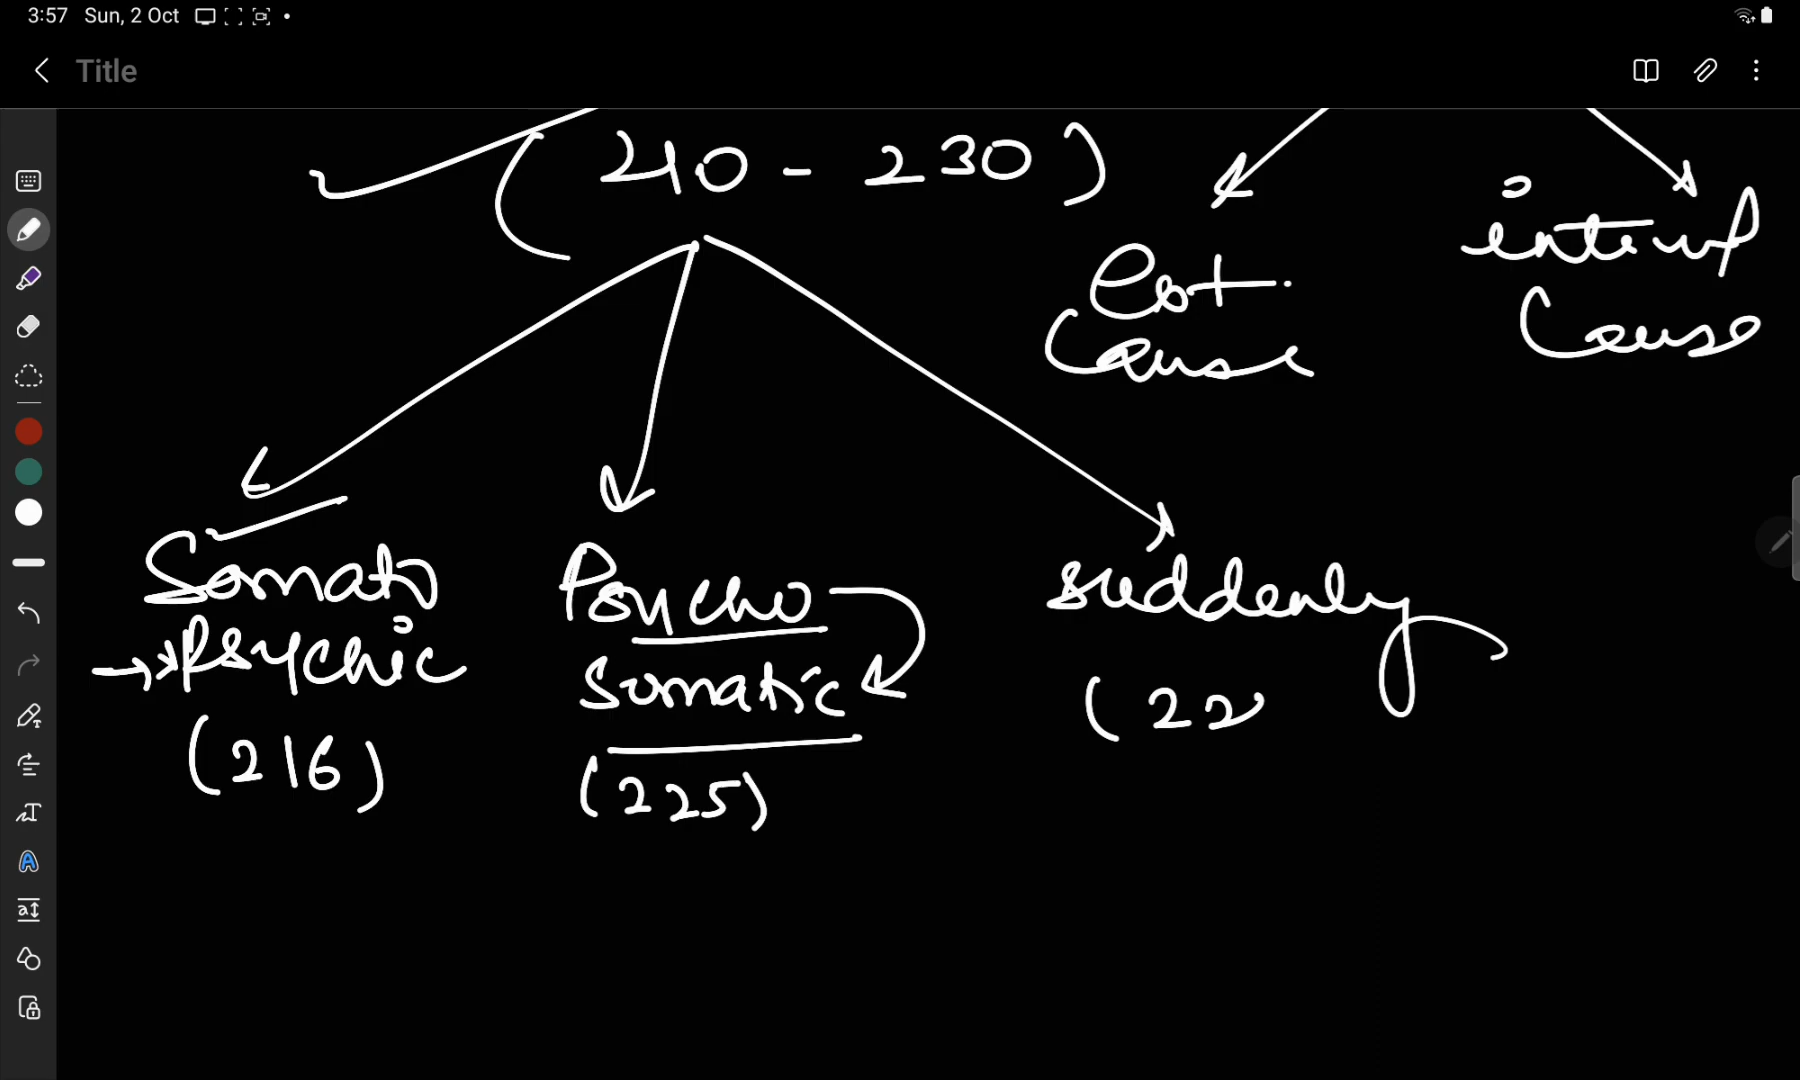 3:57 Sun, 2 Oct
Title
(210 - 230)
Ext. Cause
internal Cause
Somato
→ Psychic
(216)
Psycho
Somatic
(225)
suddenly
(22